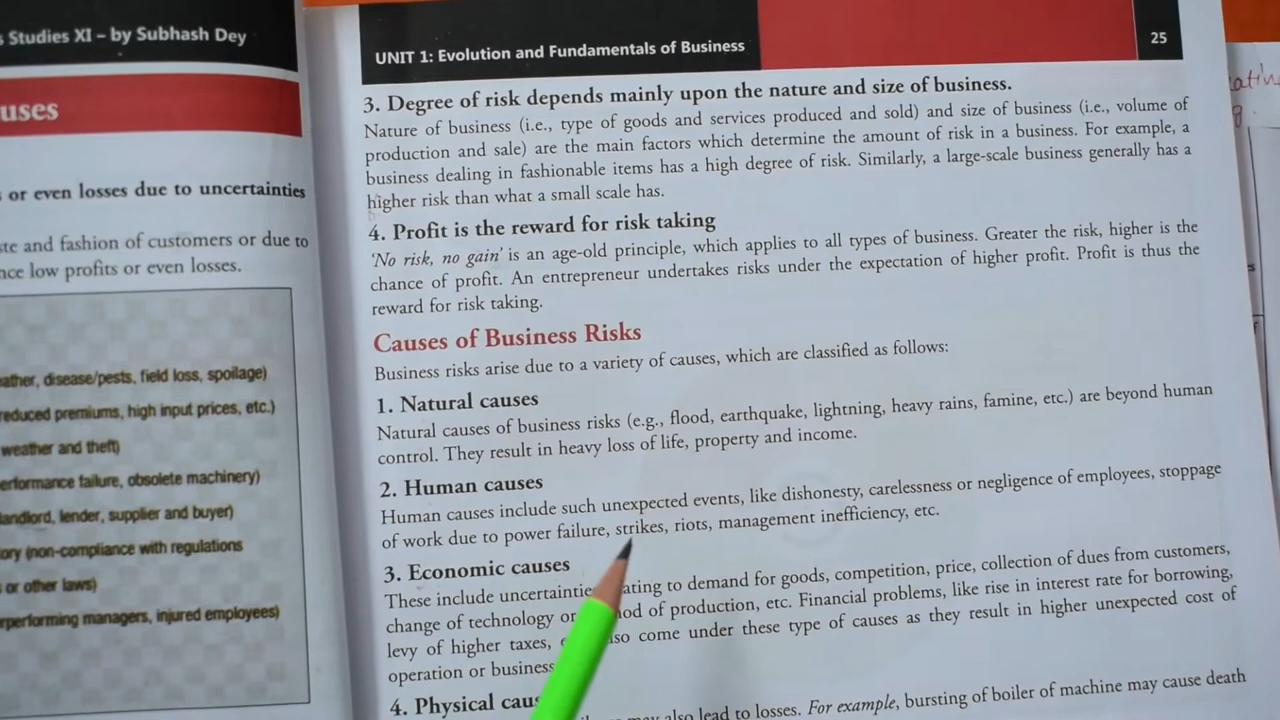 Studies XI – by Subhash Dey
uses
or even losses due to uncertainties
and fashion of customers or due to
low profits or even losses.
disease/pests, field loss, spoilage)
reduced premiums, high input prices, etc.)
weather and theft)
failure, obsolete machinery)
landlord, lender, supplier and buyer)
(non-compliance with regulations
or other laws)
managers, injured employees)
UNIT 1: Evolution and Fundamentals of Business
25
3. Degree of risk depends mainly upon the nature and size of business.
Nature of business (i.e., type of goods and services produced and sold) and size of business (i.e., volume of
production and sale) are the main factors which determine the amount of risk in a business. For example, a
business dealing in fashionable items has a high degree of risk. Similarly, a large-scale business generally has a
higher risk than what a small scale has.
4. Profit is the reward for risk taking
'No risk, no gain' is an age-old principle, which applies to all types of business. Greater the risk, higher is the
chance of profit. An entrepreneur undertakes risks under the expectation of higher profit. Profit is thus the
reward for risk taking.
Causes of Business Risks
Business risks arise due to a variety of causes, which are classified as follows:
1. Natural causes
Natural causes of business risks (e.g., flood, earthquake, lightning, heavy rains, famine, etc.) are beyond human
control. They result in heavy loss of life, property and income.
2. Human causes
Human causes include such unexpected events, like dishonesty, carelessness or negligence of employees, stoppage
of work due to power failure, strikes, riots, management inefficiency, etc.
3. Economic causes
These include uncertaintie ating to demand for goods, competition, price, collection of dues from customers,
change of technology or od of production, etc. Financial problems, like rise in interest rate for borrowing,
levy of higher taxes, so come under these type of causes as they result in higher unexpected cost of
operation or business
4. Physical cau
may also lead to losses. For example, bursting of boiler of machine may cause death